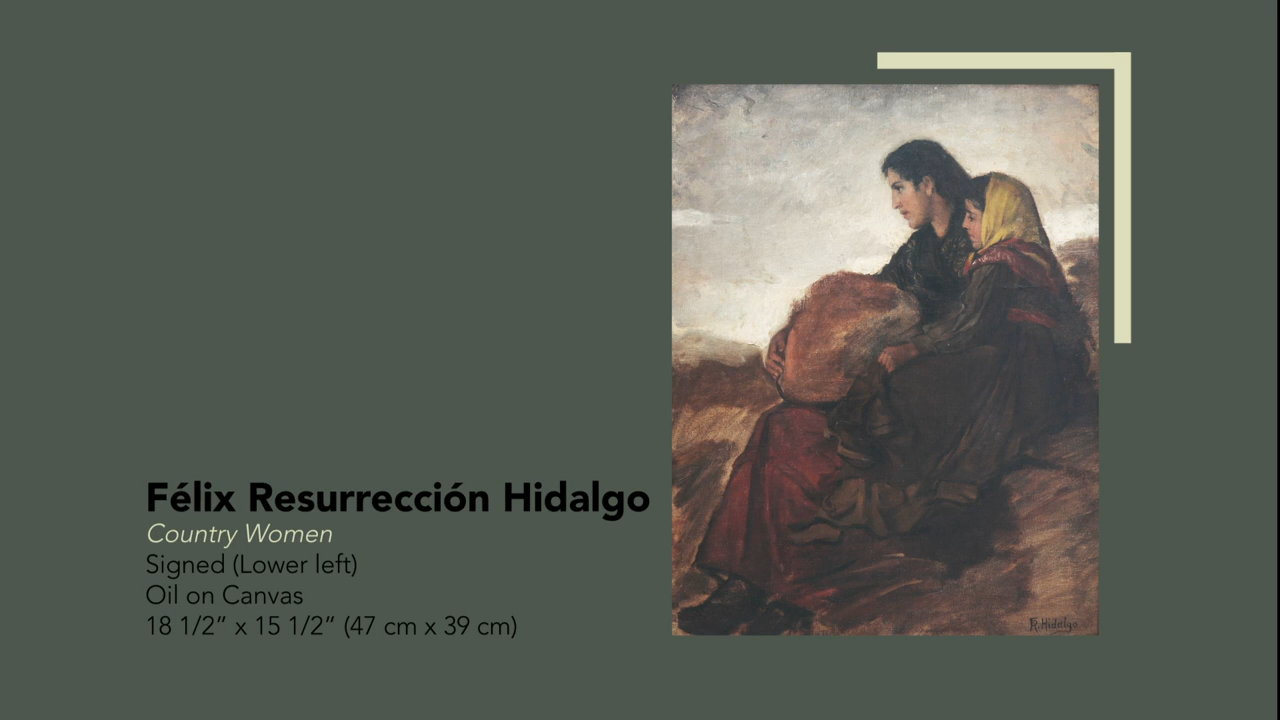 Félix Resurrección Hidalgo
Country Women
Signed (Lower left)
Oil on Canvas
18 1/2” x 15 1/2” (47 cm x 39 cm)
R. Hidalgo